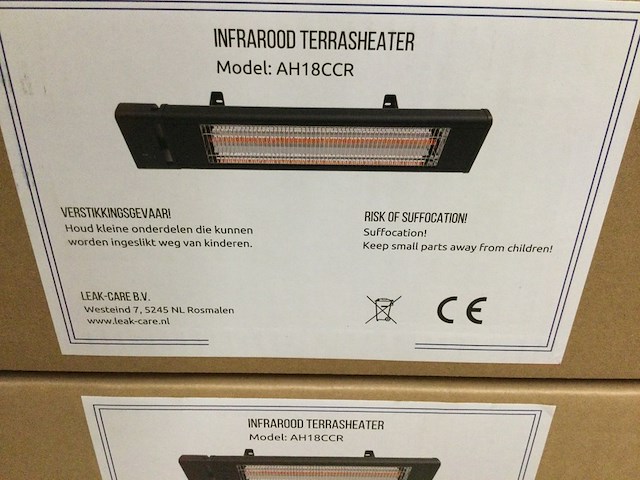 INFRAROOD TERRASHEATER
Model: AH18CCR
VERSTIKKINGSGEVAAR!
Houd kleine onderdelen die kunnen
worden ingeslikt weg van kinderen.
RISK OF SUFFOCATION!
Suffocation!
Keep small parts away from children!
LEAK-CARE B.V.
Westeind 7, 5245 NL Rosmalen
www.leak-care.nl
CE
INFRAROOD TERRASHEATER
Model: AH18CCR